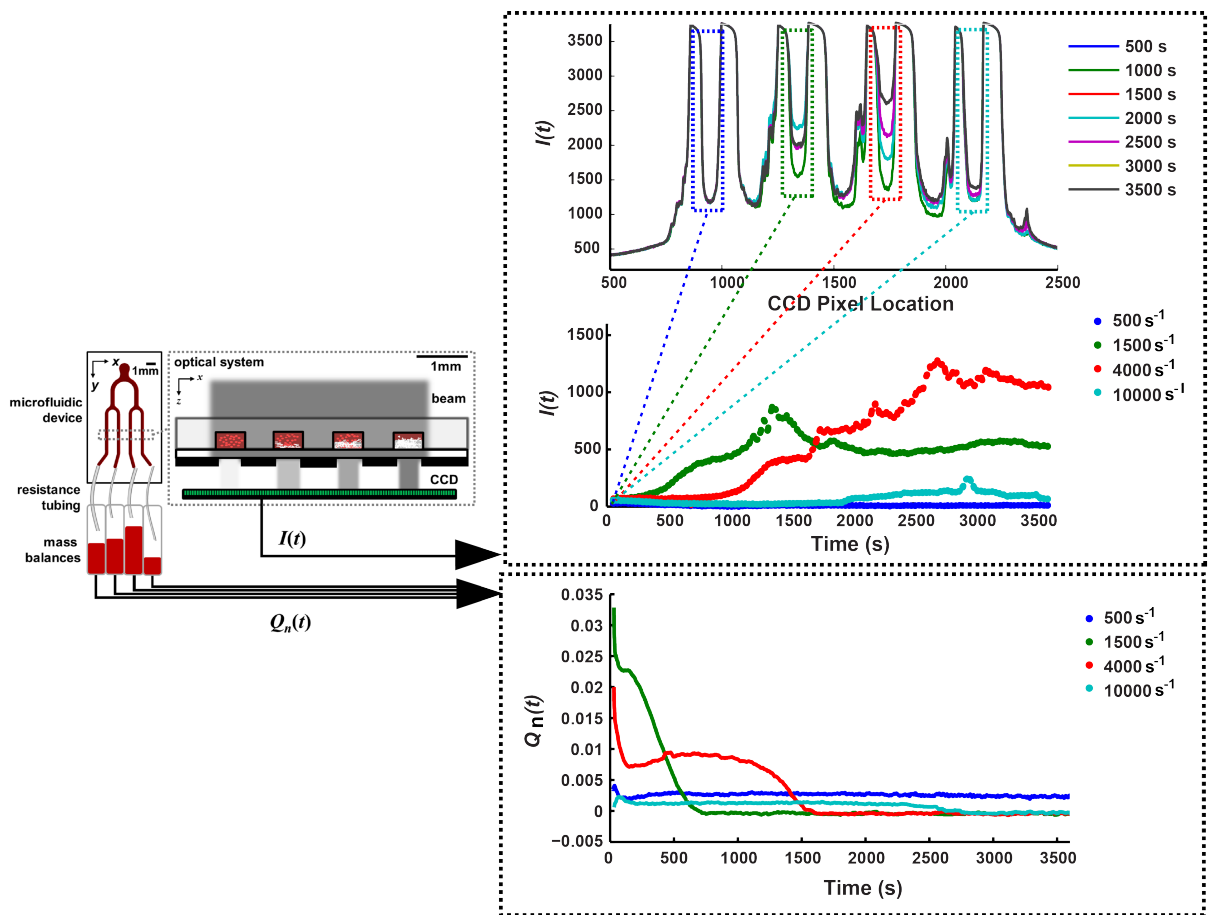 x
y
1mm
microfluidic
device
resistance
tubing
mass
balances
optical system
x
z
1mm
beam
CCD
I(t)
Qn(t)
I(t)
3500
3000
2500
2000
1500
1000
500
500
1000
1500
2000
2500
CCD Pixel Location
500 s
1000 s
1500 s
2000 s
2500 s
3000 s
3500 s
I(t)
1500
1000
500
0
0
500
1000
1500
2000
2500
3000
3500
Time (s)
500 s⁻¹
1500 s⁻¹
4000 s⁻¹
10000 s⁻¹
Q n(t)
0.035
0.03
0.025
0.02
0.015
0.01
0.005
0
−0.005
0
500
1000
1500
2000
2500
3000
3500
Time (s)
500 s⁻¹
1500 s⁻¹
4000 s⁻¹
10000 s⁻¹